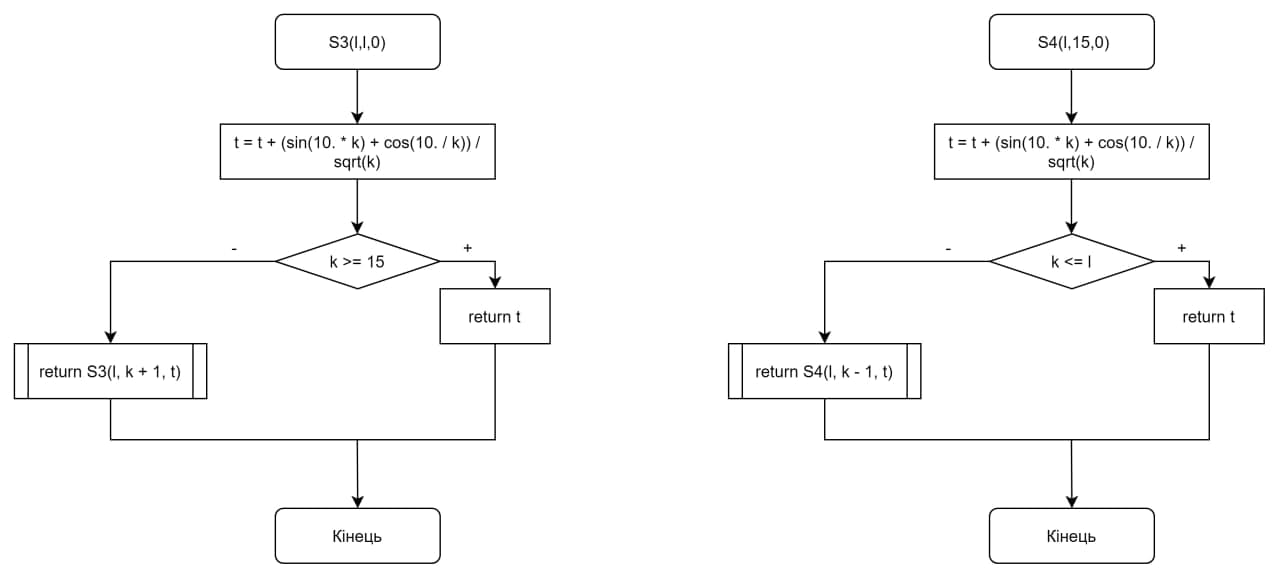 S3(l,l,0)
t = t + (sin(10. * k) + cos(10. / k)) /
sqrt(k)
-
k >= 15
+
return t
return S3(l, k + 1, t)
Кінець
S4(l,15,0)
t = t + (sin(10. * k) + cos(10. / k)) /
sqrt(k)
-
k <= l
+
return t
return S4(l, k - 1, t)
Кінець